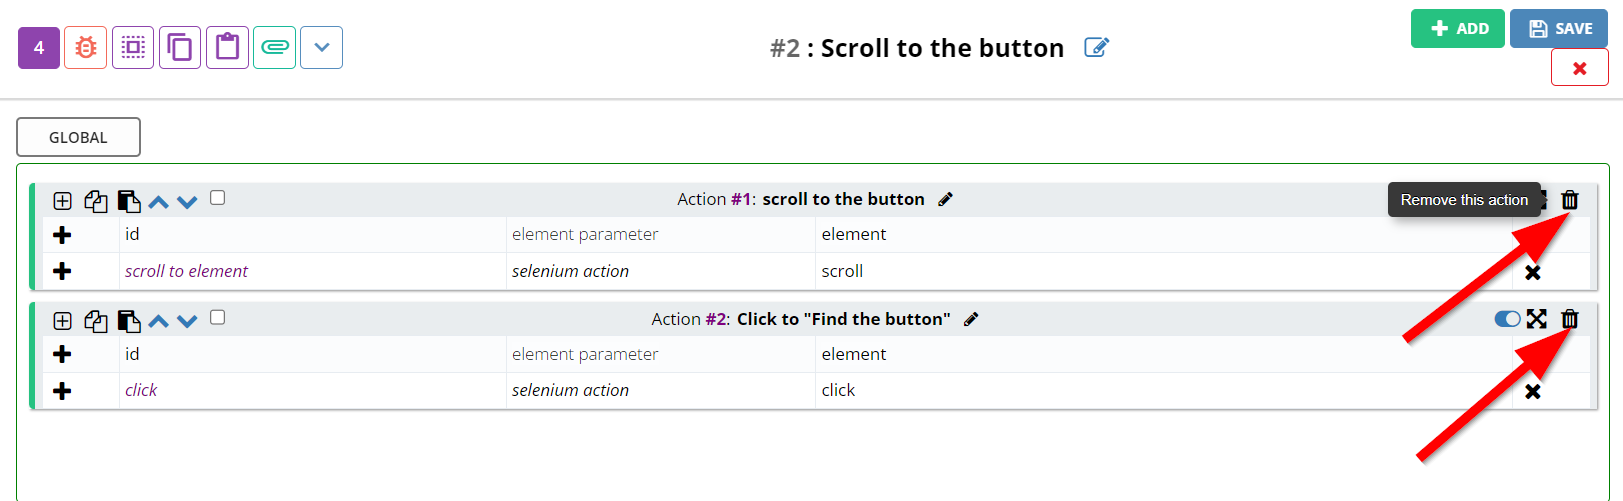 4
#2 : Scroll to the button
ADD
SAVE
GLOBAL
Action #1: scroll to the button
Remove this action
id element parameter element
scroll to element selenium action scroll
Action #2: Click to "Find the button"
id element parameter element
click selenium action click